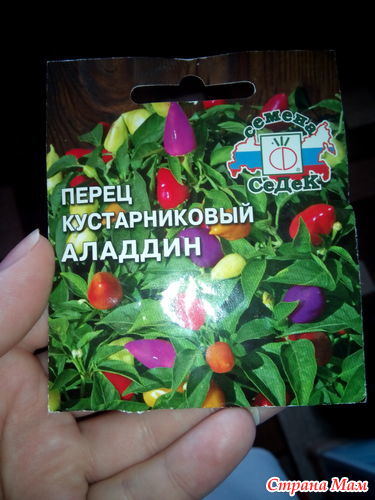 семена
СеДеК
ПЕРЕЦ
КУСТАРНИКОВЫЙ
АЛАДДИН
Страна Мам